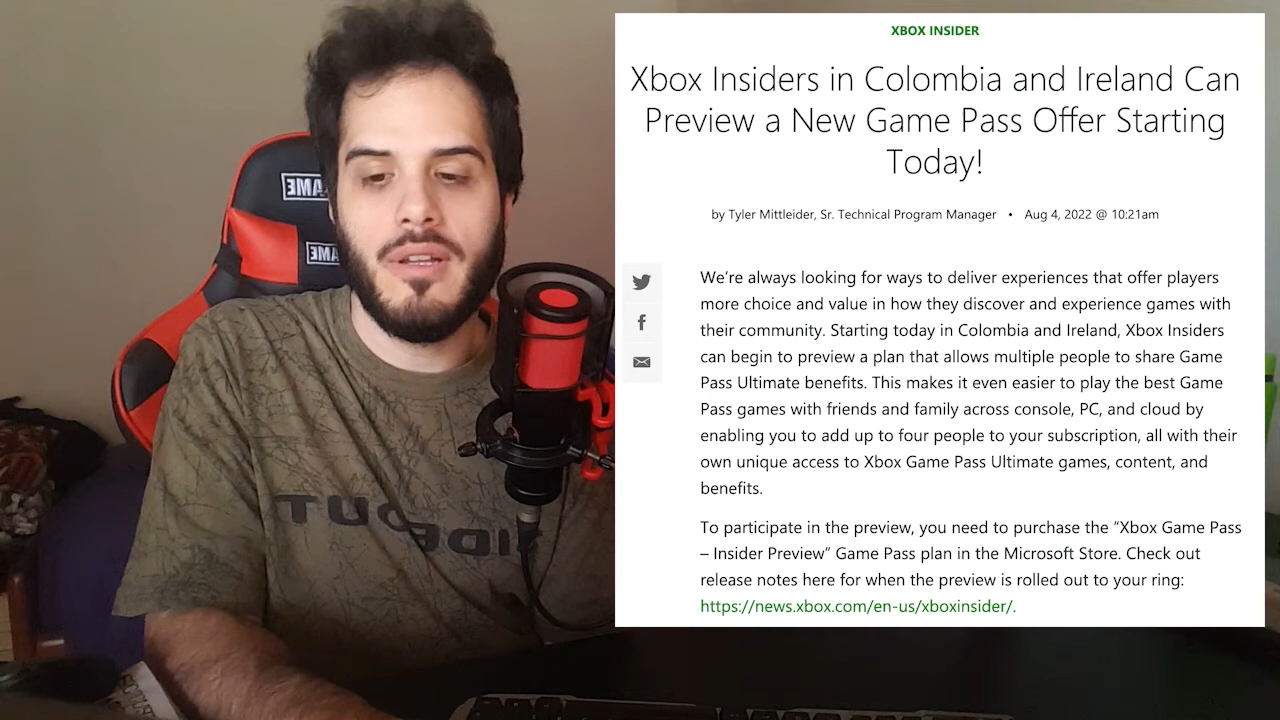 XBOX INSIDER
Xbox Insiders in Colombia and Ireland Can
Preview a New Game Pass Offer Starting
Today!
by Tyler Mittleider, Sr. Technical Program Manager • Aug 4, 2022 @ 10:21am
We’re always looking for ways to deliver experiences that offer players
more choice and value in how they discover and experience games with
their community. Starting today in Colombia and Ireland, Xbox Insiders
can begin to preview a plan that allows multiple people to share Game
Pass Ultimate benefits. This makes it even easier to play the best Game
Pass games with friends and family across console, PC, and cloud by
enabling you to add up to four people to your subscription, all with their
own unique access to Xbox Game Pass Ultimate games, content, and
benefits.
To participate in the preview, you need to purchase the “Xbox Game Pass
– Insider Preview” Game Pass plan in the Microsoft Store. Check out
release notes here for when the preview is rolled out to your ring:
https://news.xbox.com/en-us/xboxinsider/.